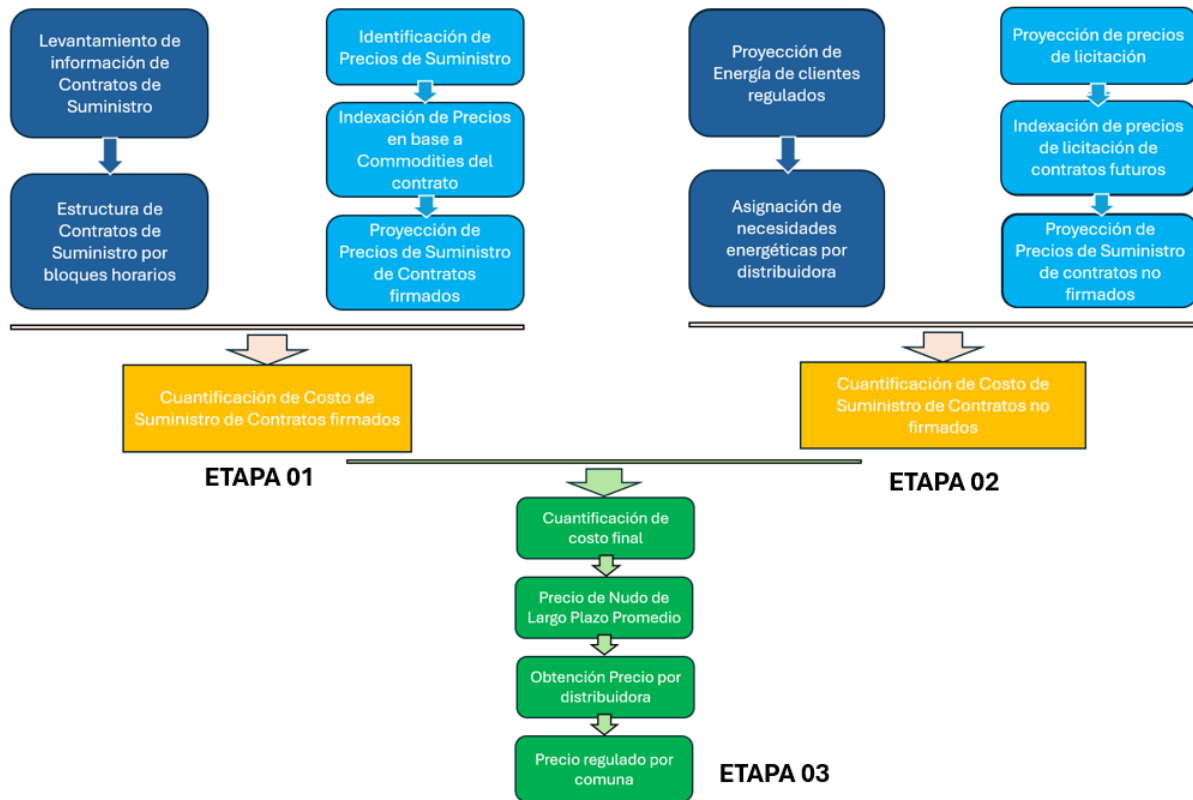 Levantamiento de
información de
Contratos de
Suministro
Estructura de
Contratos de
Suministro por
bloques horarios
Identificación de
Precios de Suministro
Indexación de Precios
en base a
Commodities del
contrato
Proyección de
Precios de Suministro
de Contratos
firmados
Cuantificación de Costo de
Suministro de Contratos firmados
ETAPA 01
Proyección de
Energía de clientes
regulados
Asignación de
necesidades
energéticas por
distribuidora
Proyección de precios
de licitación
Indexación de precios
de licitación de
contratos futuros
Proyección de
Precios de Suministro
de contratos no
firmados
Cuantificación de Costo de
Suministro de Contratos no
firmados
ETAPA 02
Cuantificación de
costo final
Precio de Nudo de
Largo Plazo Promedio
Obtención Precio por
distribuidora
Precio regulado por
comuna
ETAPA 03